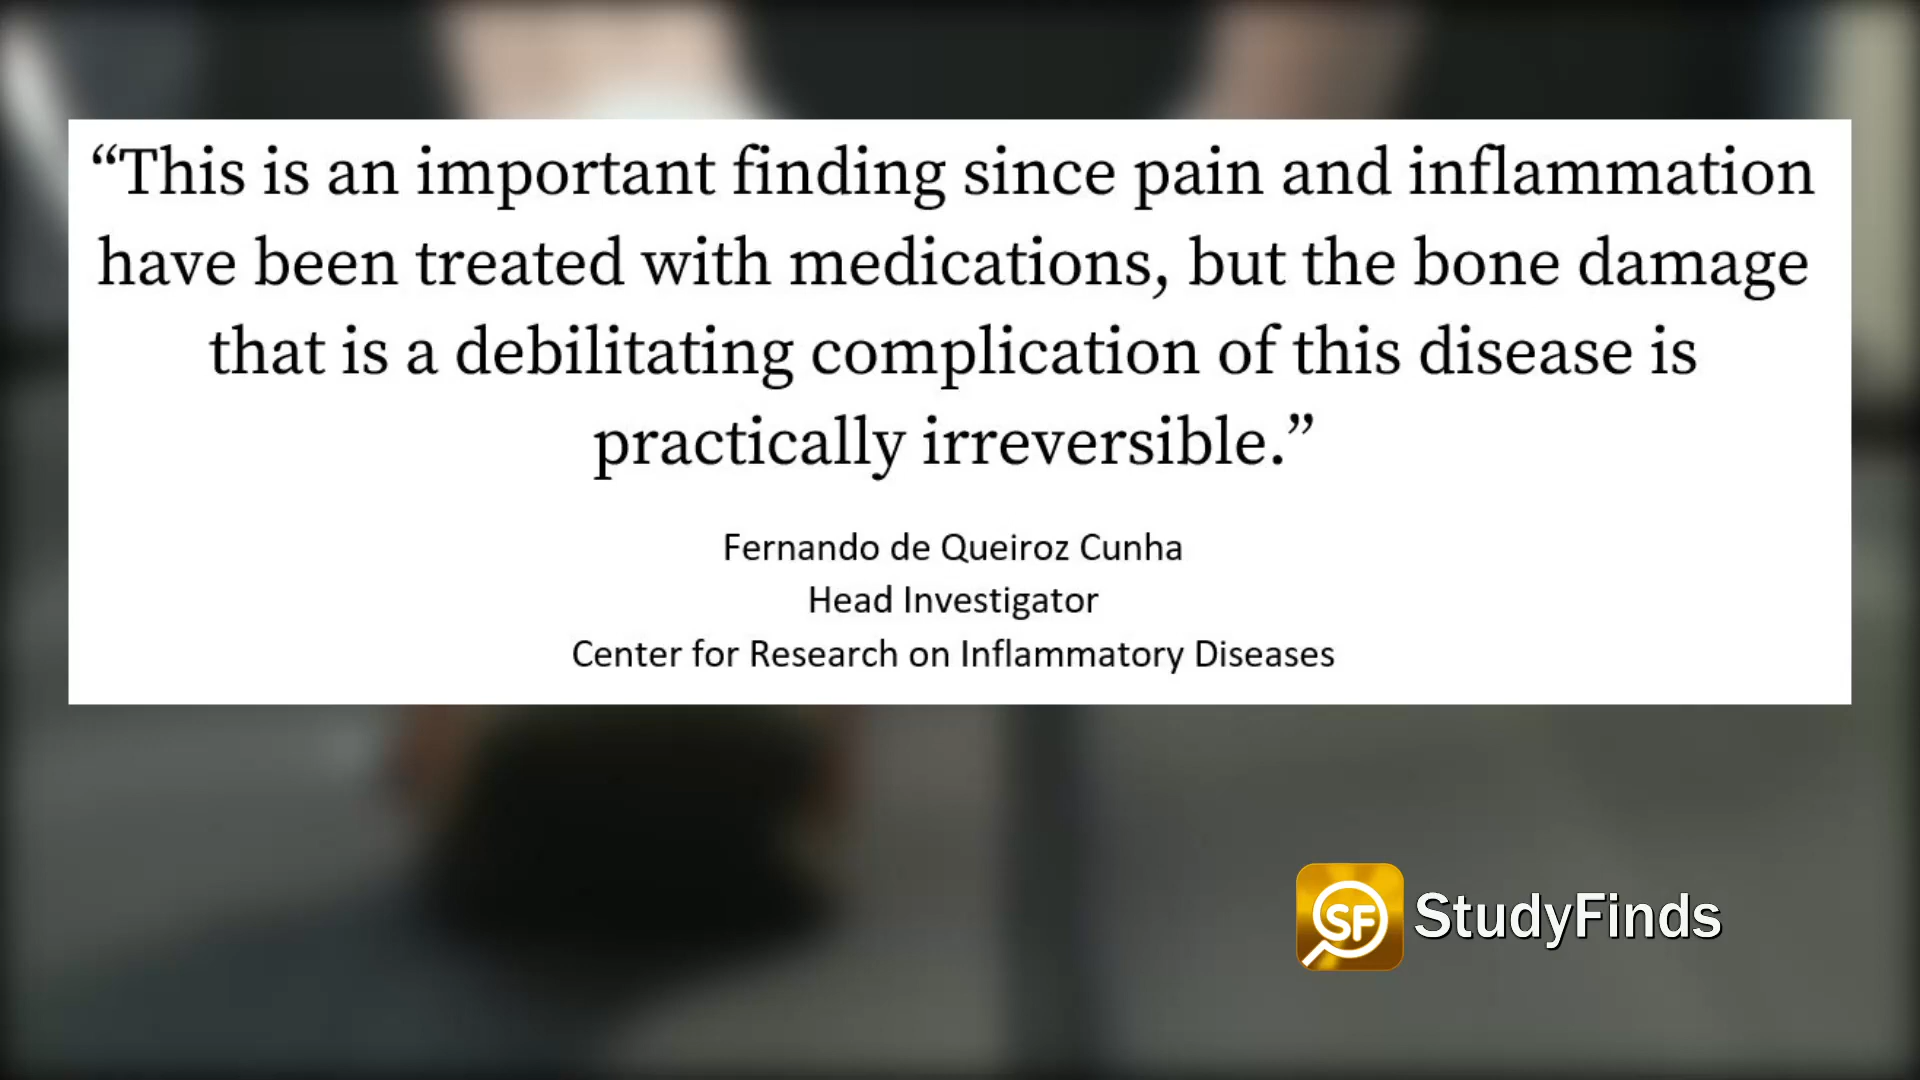 “This is an important finding since pain and inflammation
have been treated with medications, but the bone damage
that is a debilitating complication of this disease is
practically irreversible.”
Fernando de Queiroz Cunha
Head Investigator
Center for Research on Inflammatory Diseases
SF StudyFinds